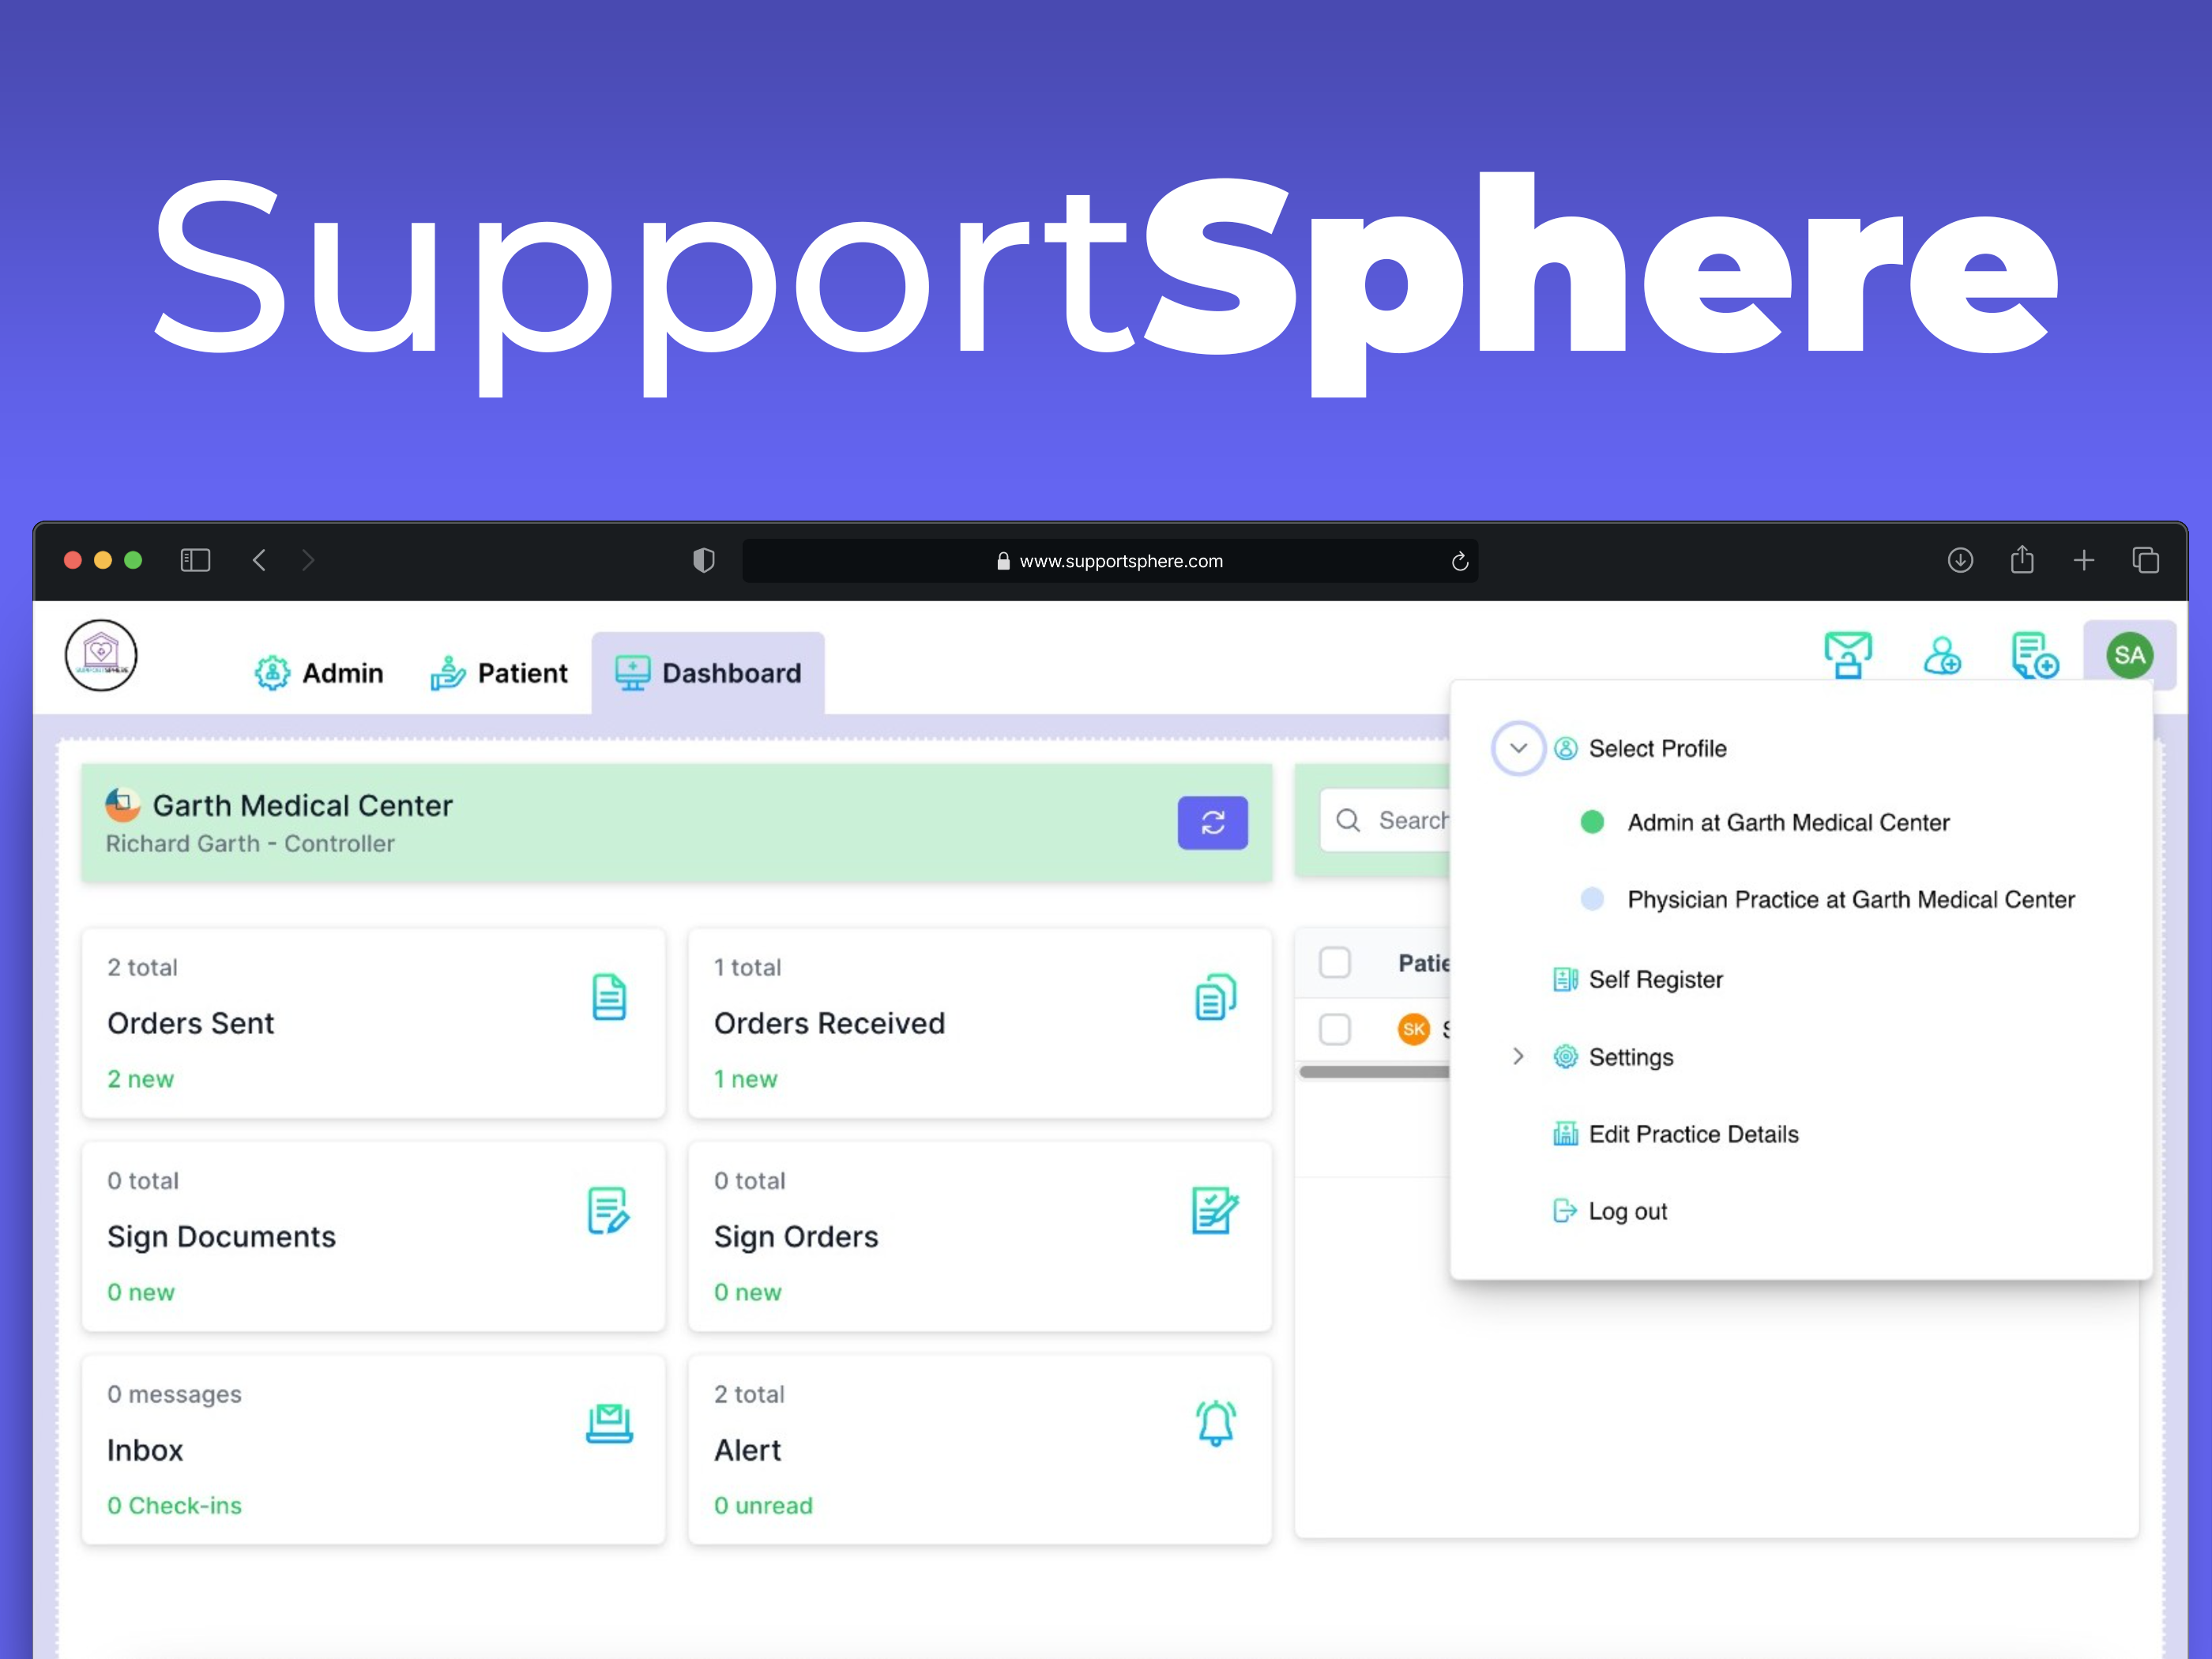 SupportSphere
www.supportsphere.com
SUPPORTSPHERE
Admin
Patient
Dashboard
SA
Garth Medical Center
Richard Garth - Controller
Search
Select Profile
Admin at Garth Medical Center
Physician Practice at Garth Medical Center
Self Register
Settings
Edit Practice Details
Log out
2 total
Orders Sent
2 new
1 total
Orders Received
1 new
Patie
SK S
0 total
Sign Documents
0 new
0 total
Sign Orders
0 new
0 messages
Inbox
0 Check-ins
2 total
Alert
0 unread